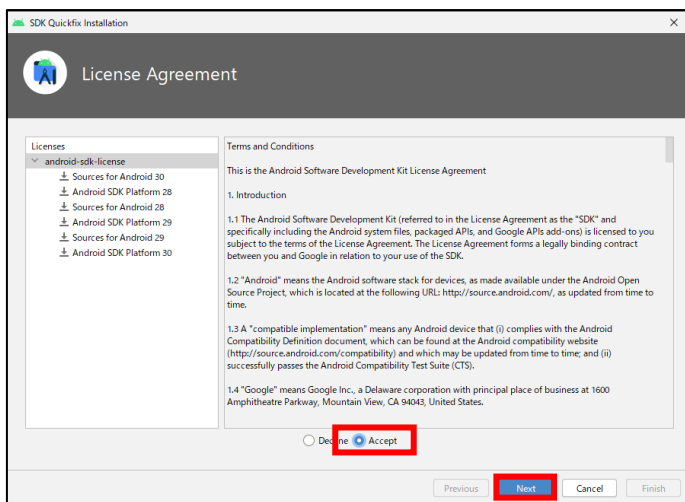 SDK Quickfix Installation
License Agreement
Licenses
android-sdk-license
Sources for Android 30
Android SDK Platform 28
Sources for Android 28
Android SDK Platform 29
Sources for Android 29
Android SDK Platform 30
Terms and Conditions
This is the Android Software Development Kit License Agreement
1. Introduction
1.1 The Android Software Development Kit (referred to in the License Agreement as the "SDK" and
specifically including the Android system files, packaged APIs, and Google APIs add-ons) is licensed to you
subject to the terms of the License Agreement. The License Agreement forms a legally binding contract
between you and Google in relation to your use of the SDK.
1.2 "Android" means the Android software stack for devices, as made available under the Android Open
Source Project, which is located at the following URL: http://source.android.com/, as updated from time to
time.
1.3 A "compatible implementation" means any Android device that (i) complies with the Android
Compatibility Definition document, which can be found at the Android compatibility website
(http://source.android.com/compatibility) and which may be updated from time to time; and (ii)
successfully passes the Android Compatibility Test Suite (CTS).
1.4 "Google" means Google Inc., a Delaware corporation with principal place of business at 1600
Amphitheatre Parkway, Mountain View, CA 94043, United States.
Accept
Previous Next Cancel Finish